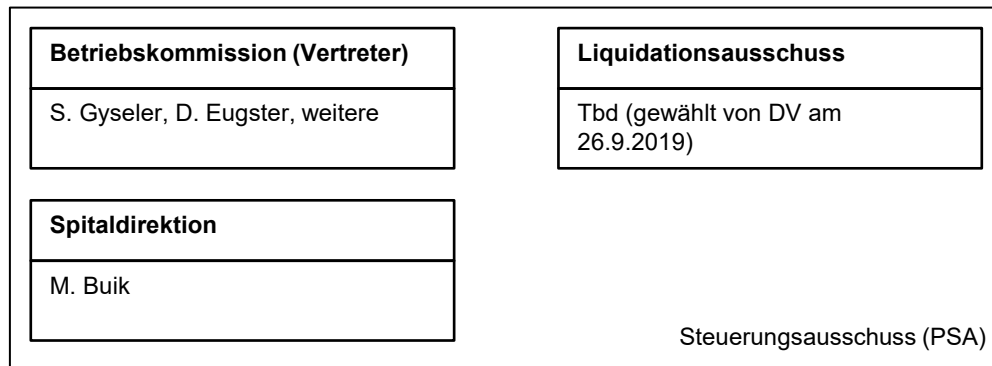 Betriebskommission (Vertreter)
S. Gyseler, D. Eugster, weitere
Liquidationsausschuss
Tbd (gewählt von DV am
26.9.2019)
Spitaldirektion
M. Buik
Steuerungsausschuss (PSA)